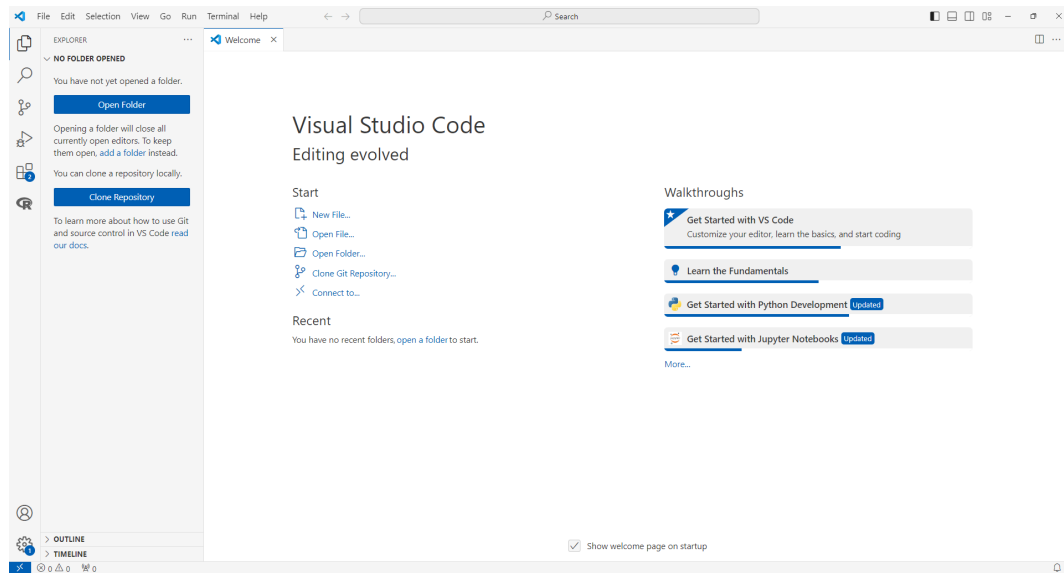 File Edit Selection View Go Run Terminal Help
Search
EXPLORER
Welcome
NO FOLDER OPENED
You have not yet opened a folder.
Open Folder
Opening a folder will close all
currently open editors. To keep
them open, add a folder instead.
You can clone a repository locally.
Clone Repository
To learn more about how to use Git
and source control in VS Code read
our docs.
2
Visual Studio Code
Editing evolved
Start
New File...
Open File...
Open Folder...
Clone Git Repository...
Connect to...
Recent
You have no recent folders, open a folder to start.
Walkthroughs
Get Started with VS Code
Customize your editor, learn the basics, and start coding
Learn the Fundamentals
Get Started with Python Development Updated
Get Started with Jupyter Notebooks Updated
More...
Show welcome page on startup
OUTLINE
TIMELINE
1
0 0 0